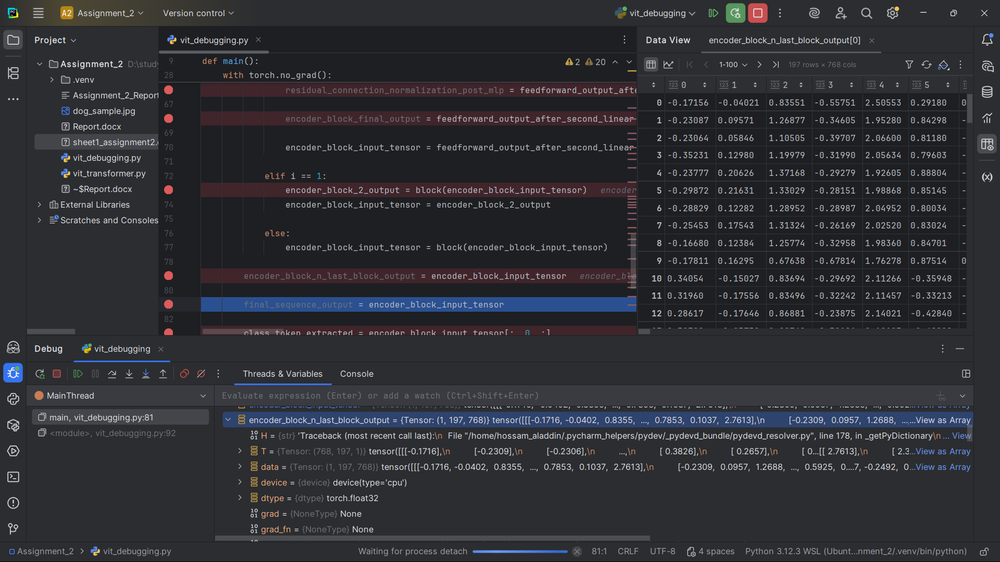 A2 Assignment_2 Version control vit_debugging
Project
Assignment_2 D:\study
.venv
Assignment_2_Report
dog_sample.jpg
Report.docx
sheet1_assignment2.
vit_debugging.py
vit_transformer.py
~$Report.docx
External Libraries
Scratches and Consoles
vit_debugging.py
2 20
9 def main():
28 with torch.no_grad():
residual_connection_normalization_post_mlp = feedforward_output_afte
67
encoder_block_final_output = feedforward_output_after_second_linear
69
70 encoder_block_input_tensor = feedforward_output_after_second_linear
71
72 elif i == 1:
encoder_block_2_output = block(encoder_block_input_tensor) encoder
74 encoder_block_input_tensor = encoder_block_2_output
75
76 else:
77 encoder_block_input_tensor = block(encoder_block_input_tensor)
78
encoder_block_n_last_block_output = encoder_block_input_tensor encoder_blo
80
final_sequence_output = encoder_block_input_tensor
82
class_token_extracted = encoder_block_input_tensor[:, 0, :]
Data View encoder_block_n_last_block_output[0]
1-100 197 rows × 768 cols
123 0 123 1 123 2 123 3 123 4 123 5
0 -0.17156 -0.04021 0.83551 -0.55751 2.50553 0.29180 0
1 -0.23087 0.09571 1.26877 -0.34605 1.95280 0.84298 -
2 -0.23064 0.05846 1.10505 -0.39707 2.06600 0.81180 -
3 -0.35231 0.12980 1.19979 -0.31990 2.05634 0.79603 -
4 -0.23777 0.20626 1.37168 -0.29279 1.92605 0.88804 -
5 -0.29872 0.21631 1.33029 -0.28151 1.98868 0.85145 -
6 -0.28829 0.12282 1.28952 -0.28987 2.04952 0.80034 -
7 -0.25453 0.17543 1.31324 -0.26169 2.02520 0.83024 -
8 -0.16680 0.12384 1.25774 -0.32958 1.98360 0.84701 -
9 -0.17811 0.16295 0.67638 -0.67814 1.76278 0.87514 0
10 0.34054 -0.15027 0.83694 -0.29692 2.11266 -0.35948 -
11 0.31960 -0.17556 0.83496 -0.32242 2.11457 -0.33213 -
12 0.28617 -0.17646 0.86881 -0.23875 2.14021 -0.42840 -
Debug vit_debugging
Threads & Variables Console
MainThread
Evaluate expression (Enter) or add a watch (Ctrl+Shift+Enter)
main, vit_debugging.py:81
<module>, vit_debugging.py:92
encoder_block_n_last_block_output = {Tensor: (1, 197, 768)} tensor([[[-0.1716, -0.0402, 0.8355, ..., 0.7853, 0.1037, 2.7613],\n [-0.2309, 0.0957, 1.2688, ...,...View as Array
H = {str} 'Traceback (most recent call last):\n File "/home/hossam_aladdin/.pycharm_helpers/pydev/_pydevd_bundle/pydevd_resolver.py", line 178, in _getPyDictionary\n ... View
T = {Tensor: (768, 197, 1)} tensor([[[-0.1716],\n [-0.2309],\n [-0.2306],\n ...,\n [ 0.3826],\n [ 0.2657],\n [ 0...[[ 2.7613],\n [ 2.3...View as Array
data = {Tensor: (1, 197, 768)} tensor([[[-0.1716, -0.0402, 0.8355, ..., 0.7853, 0.1037, 2.7613],\n [-0.2309, 0.0957, 1.2688, ..., 0.5925, 0....7, -0.2492, 0...View as Array
device = {device} device(type='cpu')
dtype = {dtype} torch.float32
grad = {NoneType} None
grad_fn = {NoneType} None
Assignment_2 > vit_debugging.py
Waiting for process detach 81:1 CRLF UTF-8 4 spaces Python 3.12.3 WSL (Ubunt...nment_2/.venv/bin/python)